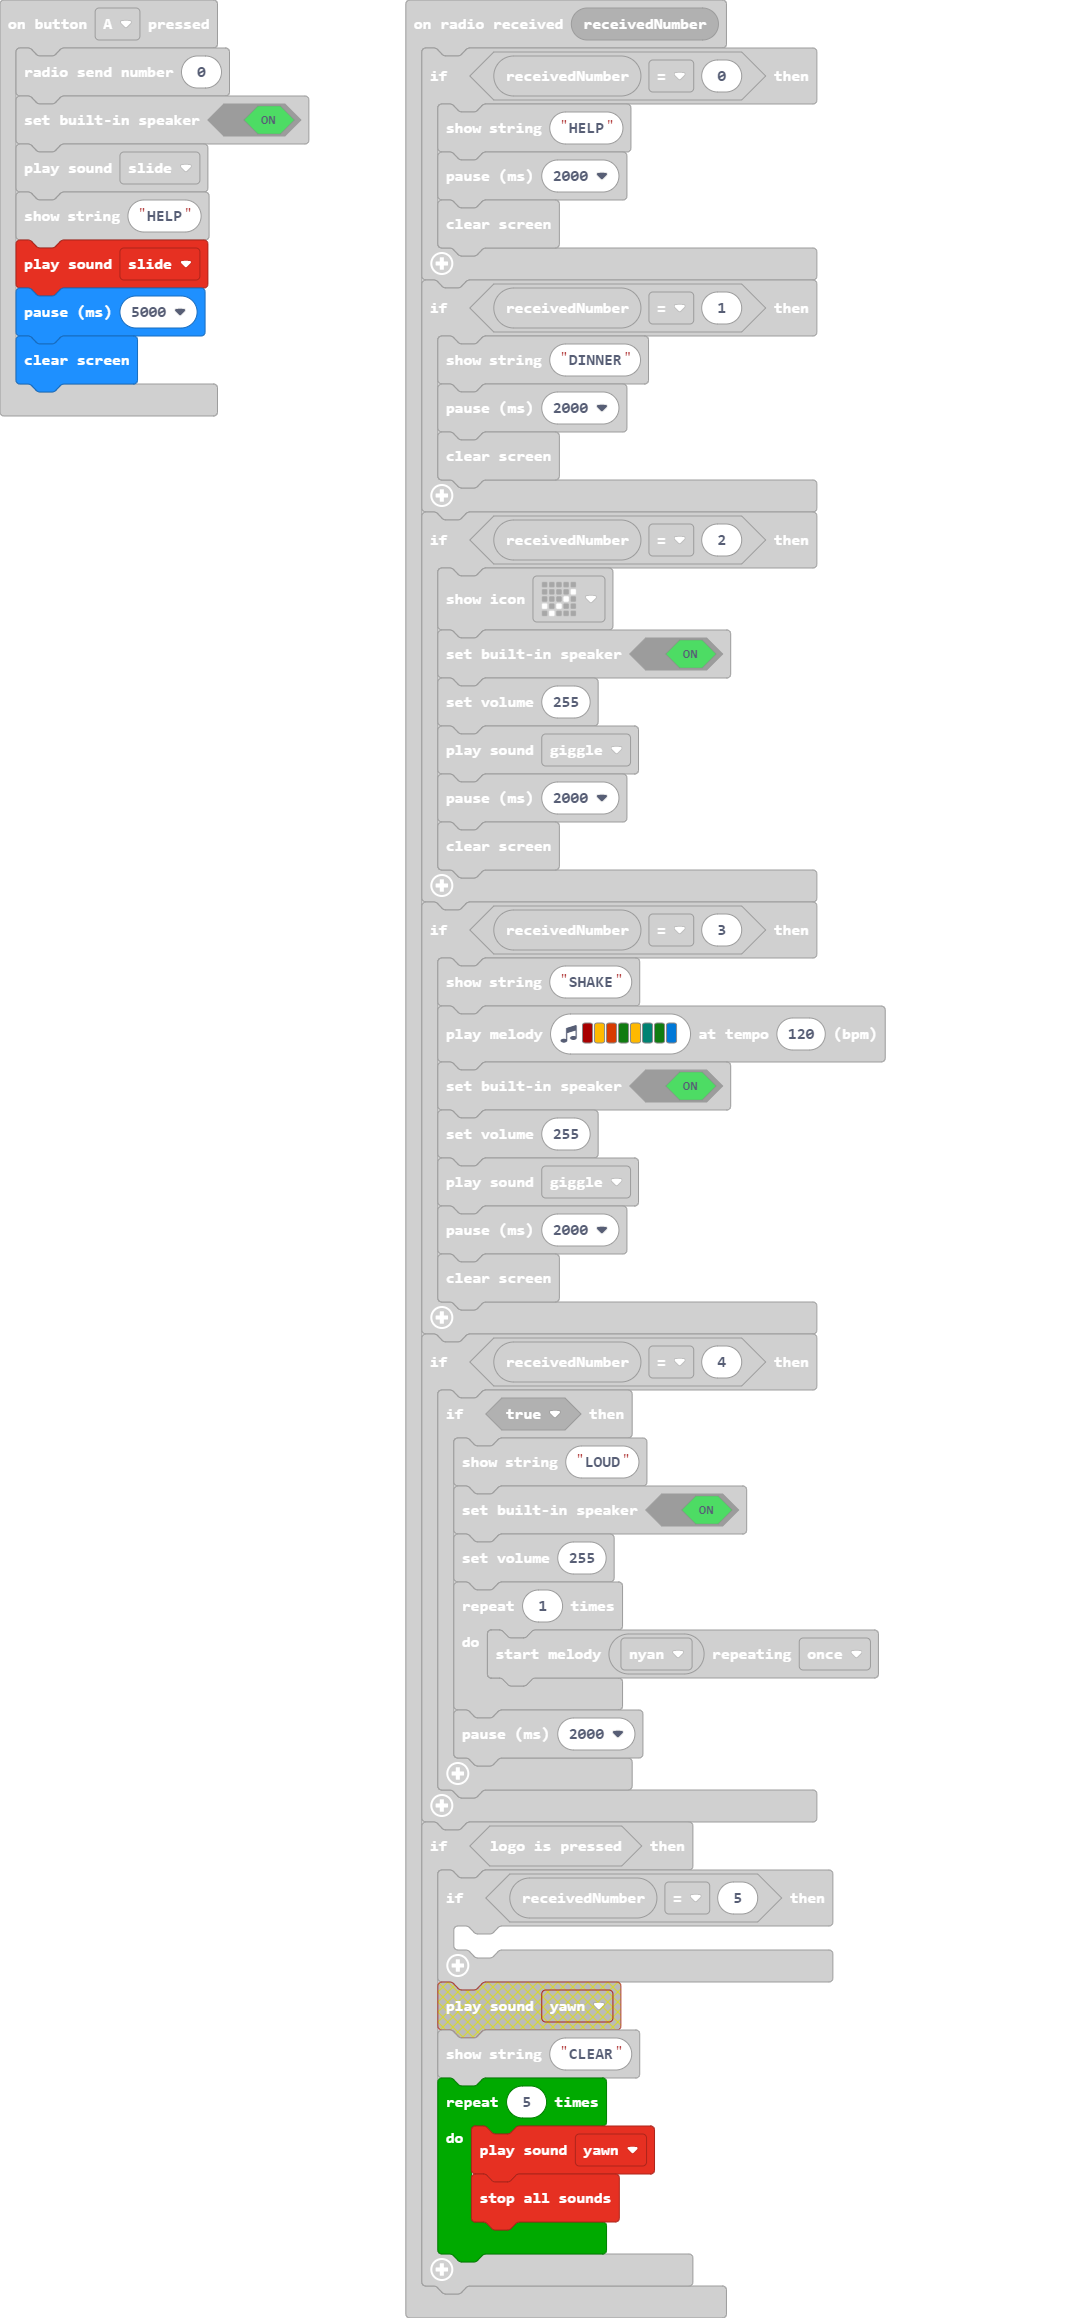 on button A pressed
radio send number 0
set built-in speaker ON
play sound slide
show string "HELP"
play sound slide
pause (ms) 5000
clear screen
on radio received receivedNumber
if receivedNumber = 0 then
show string "HELP"
pause (ms) 2000
clear screen
if receivedNumber = 1 then
show string "DINNER"
pause (ms) 2000
clear screen
if receivedNumber = 2 then
show icon
set built-in speaker ON
set volume 255
play sound giggle
pause (ms) 2000
clear screen
if receivedNumber = 3 then
show string "SHAKE"
play melody at tempo 120 (bpm)
set built-in speaker ON
set volume 255
play sound giggle
pause (ms) 2000
clear screen
if receivedNumber = 4 then
if true then
show string "LOUD"
set built-in speaker ON
set volume 255
repeat 1 times
do start melody nyan repeating once
pause (ms) 2000
if logo is pressed then
if receivedNumber = 5 then
play sound yawn
show string "CLEAR"
repeat 5 times
do play sound yawn
stop all sounds